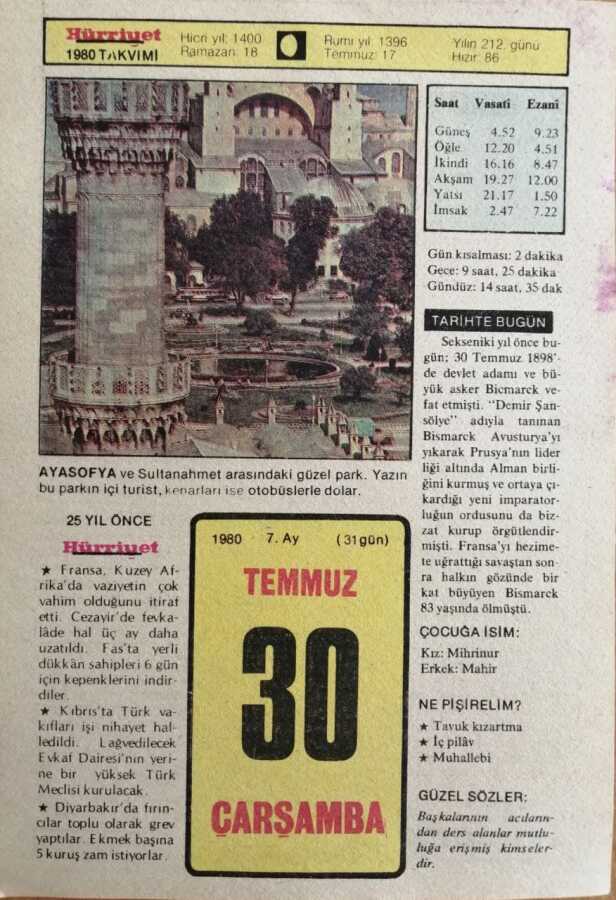 Hürriyet
1980 TAKVİMİ
Hicri yıl: 1400
Ramazan: 18
Rumi yıl: 1396
Temmuz: 17
Yılın 212. günü
Hızır: 86
Saat Vasati Ezani
Güneş 4.52 9.23
Öğle 12.20 4.51
İkindi 16.16 8.47
Akşam 19.27 12.00
Yatsı 21.17 1.50
İmsak 2.47 7.22
Gün kısalması: 2 dakika
Gece: 9 saat, 25 dakika
Gündüz: 14 saat, 35 dak
TARİHTE BUGÜN
Sekseniki yıl önce bu-
gün; 30 Temmuz 1898'-
de devlet adamı ve bü-
yük asker Bicmarck ve-
fat etmişti. "Demir Şan-
sölye" adıyla tanınan
Bismarck Avusturya'yı
yıkarak Prusya'nın lider
liği altında Alman birli-
ğini kurmuş ve ortaya çı-
kardığı yeni imparator-
luğun ordusunu da biz-
zat kurup örgütlendir-
mişti. Fransa'yı hezime-
te uğrattığı savaştan son-
ra halkın gözünde bir
kat büyüyen Bismarck
83 yaşında ölmüştü.
ÇOCUĞA İSİM:
Kız: Mihrinur
Erkek: Mahir
NE PİŞİRELİM?
★ Tavuk kızartma
★ İç pilâv
★ Muhallebi
GÜZEL SÖZLER:
Başkalarının acıların-
dan ders alanlar mutlu-
luğa erişmiş kimseler-
dir.
AYASOFYA ve Sultanahmet arasındaki güzel park. Yazın
bu parkın içi turist, kenarları ise otobüslerle dolar.
25 YIL ÖNCE
Hürriyet
★ Fransa, Kuzey Af-
rika'da vaziyetin çok
vahim olduğunu itiraf
etti. Cezayir'de fevka-
lâde hal üç ay daha
uzatıldı. Fas'ta yerli
dükkân sahipleri 6 gün
için kepenklerini indir-
diler.
★ Kıbrıs'ta Türk va-
kıfları işi nihayet hal-
ledildi. Lağvedilecek
Evkaf Dairesi'nin yeri-
ne bir yüksek Türk
Meclisi kurulacak.
★ Diyarbakır'da fırın-
cılar toplu olarak grev
yaptılar. Ekmek başına
5 kuruş zam istiyorlar.
1980 7. Ay (31 gün)
TEMMUZ
30
ÇARŞAMBA